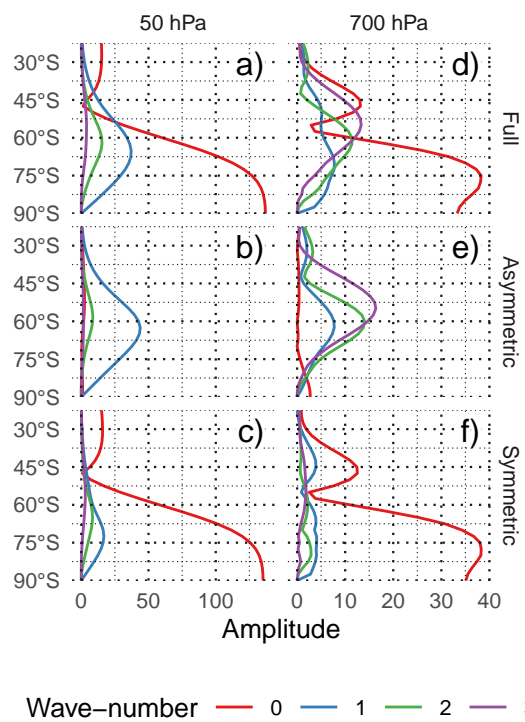 50 hPa 700 hPa
a) d) Full
30°S
45°S
60°S
75°S
90°S
b) e) Asymmetric
30°S
45°S
60°S
75°S
90°S
c) f) Symmetric
30°S
45°S
60°S
75°S
90°S
0 50 100 0 10 20 30 40
Amplitude
Wave−number 0 1 2